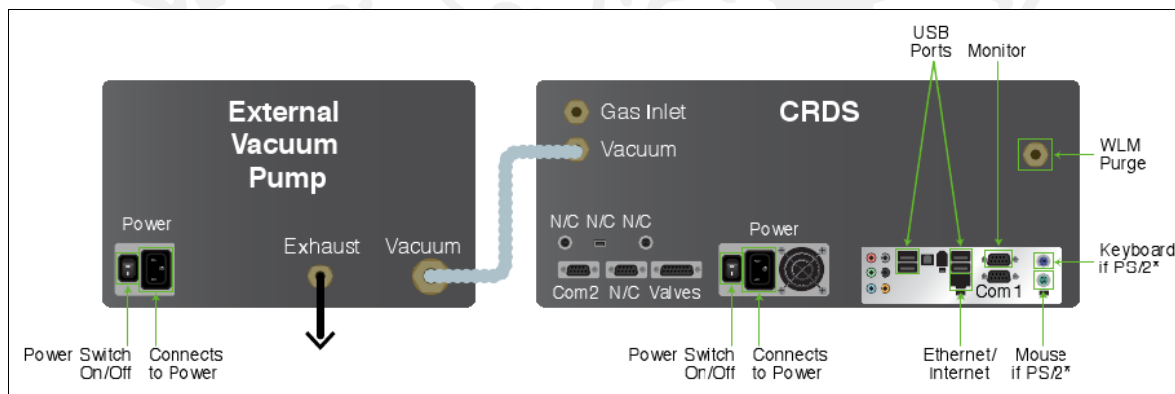 USB
Ports
Monitor
External
Vacuum
Pump
Gas Inlet
CRDS
Vacuum
WLM
Purge
Power
Exhaust
Vacuum
N/C N/C N/C
Power
Keyboard
if PS/2*
Com2 N/C Valves
Com1
Power Switch
On/Off
Connects
to Power
Power Switch
On/Off
Connects
to Power
Ethernet/
Internet
Mouse
if PS/2*